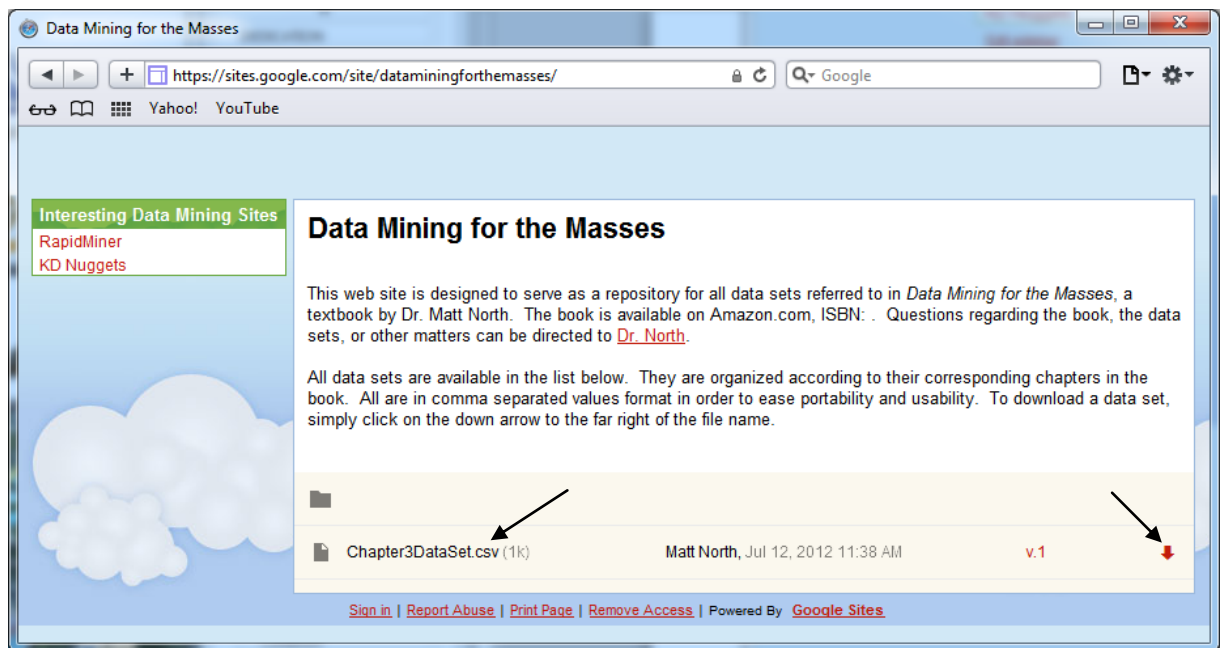 Data Mining for the Masses
https://sites.google.com/site/dataminingforthemasses/
Google
Yahoo! YouTube
Interesting Data Mining Sites
RapidMiner
KD Nuggets
Data Mining for the Masses
This web site is designed to serve as a repository for all data sets referred to in Data Mining for the Masses, a
textbook by Dr. Matt North. The book is available on Amazon.com, ISBN: . Questions regarding the book, the data
sets, or other matters can be directed to Dr. North.
All data sets are available in the list below. They are organized according to their corresponding chapters in the
book. All are in comma separated values format in order to ease portability and usability. To download a data set,
simply click on the down arrow to the far right of the file name.
Chapter3DataSet.csv (1k) Matt North, Jul 12, 2012 11:38 AM v.1
Sign in | Report Abuse | Print Page | Remove Access | Powered By Google Sites